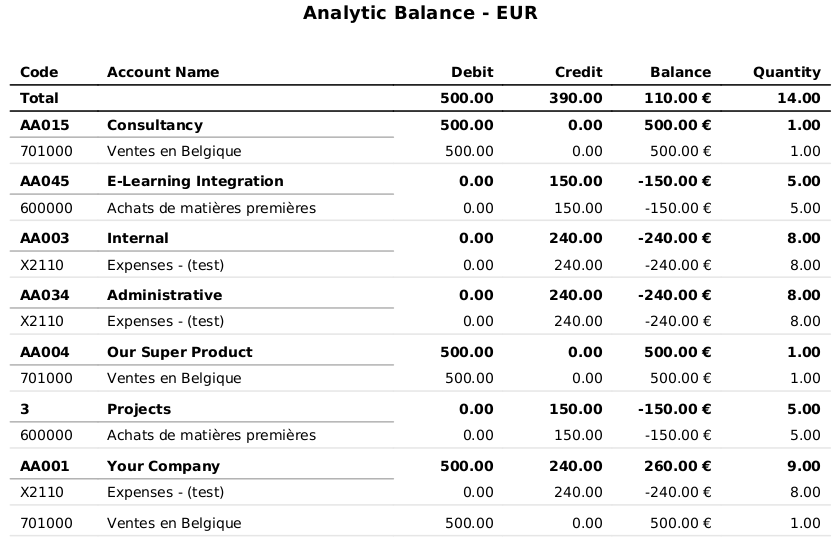 Analytic Balance - EUR
Code Account Name Debit Credit Balance Quantity
Total 500.00 390.00 110.00 € 14.00
AA015 Consultancy 500.00 0.00 500.00 € 1.00
701000 Ventes en Belgique 500.00 0.00 500.00 € 1.00
AA045 E-Learning Integration 0.00 150.00 -150.00 € 5.00
600000 Achats de matières premières 0.00 150.00 -150.00 € 5.00
AA003 Internal 0.00 240.00 -240.00 € 8.00
X2110 Expenses - (test) 0.00 240.00 -240.00 € 8.00
AA034 Administrative 0.00 240.00 -240.00 € 8.00
X2110 Expenses - (test) 0.00 240.00 -240.00 € 8.00
AA004 Our Super Product 500.00 0.00 500.00 € 1.00
701000 Ventes en Belgique 500.00 0.00 500.00 € 1.00
3 Projects 0.00 150.00 -150.00 € 5.00
600000 Achats de matières premières 0.00 150.00 -150.00 € 5.00
AA001 Your Company 500.00 240.00 260.00 € 9.00
X2110 Expenses - (test) 0.00 240.00 -240.00 € 8.00
701000 Ventes en Belgique 500.00 0.00 500.00 € 1.00